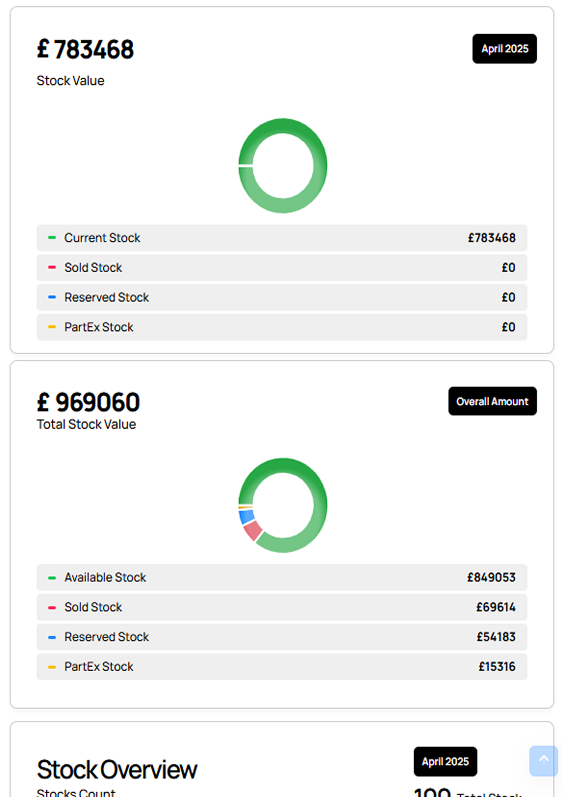 £ 783468
April 2025
Stock Value
Current Stock £783468
Sold Stock £0
Reserved Stock £0
PartEx Stock £0
£ 969060
Overall Amount
Total Stock Value
Available Stock £849053
Sold Stock £69614
Reserved Stock £54183
PartEx Stock £15316
Stock Overview
April 2025
Stocks Count
Total Stock